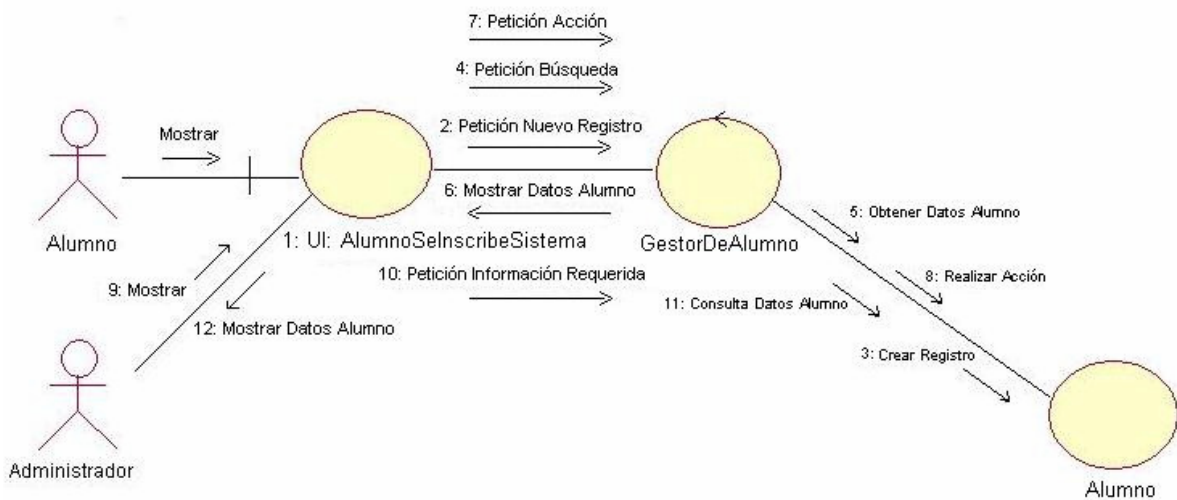 7: Petición Acción
4: Petición Búsqueda
2: Petición Nuevo Registro
Mostrar
6: Mostrar Datos Alumno
5: Obtener Datos Alumno
Alumno
1: UI: AlumnoSeInscribeSistema
GestorDeAlumno
10: Petición Información Requerida
8: Realizar Acción
9: Mostrar
11: Consulta Datos Alumno
12: Mostrar Datos Alumno
3: Crear Registro
Administrador
Alumno